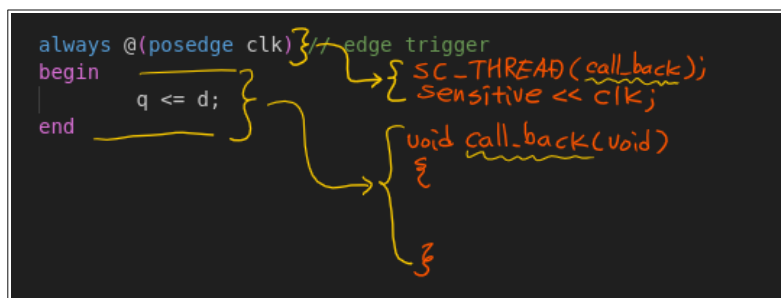 always @(posedge clk) // edge trigger
begin
q <= d;
end
SC_THREAD(call_back);
sensitive << clk;
void call_back(void)
{
}